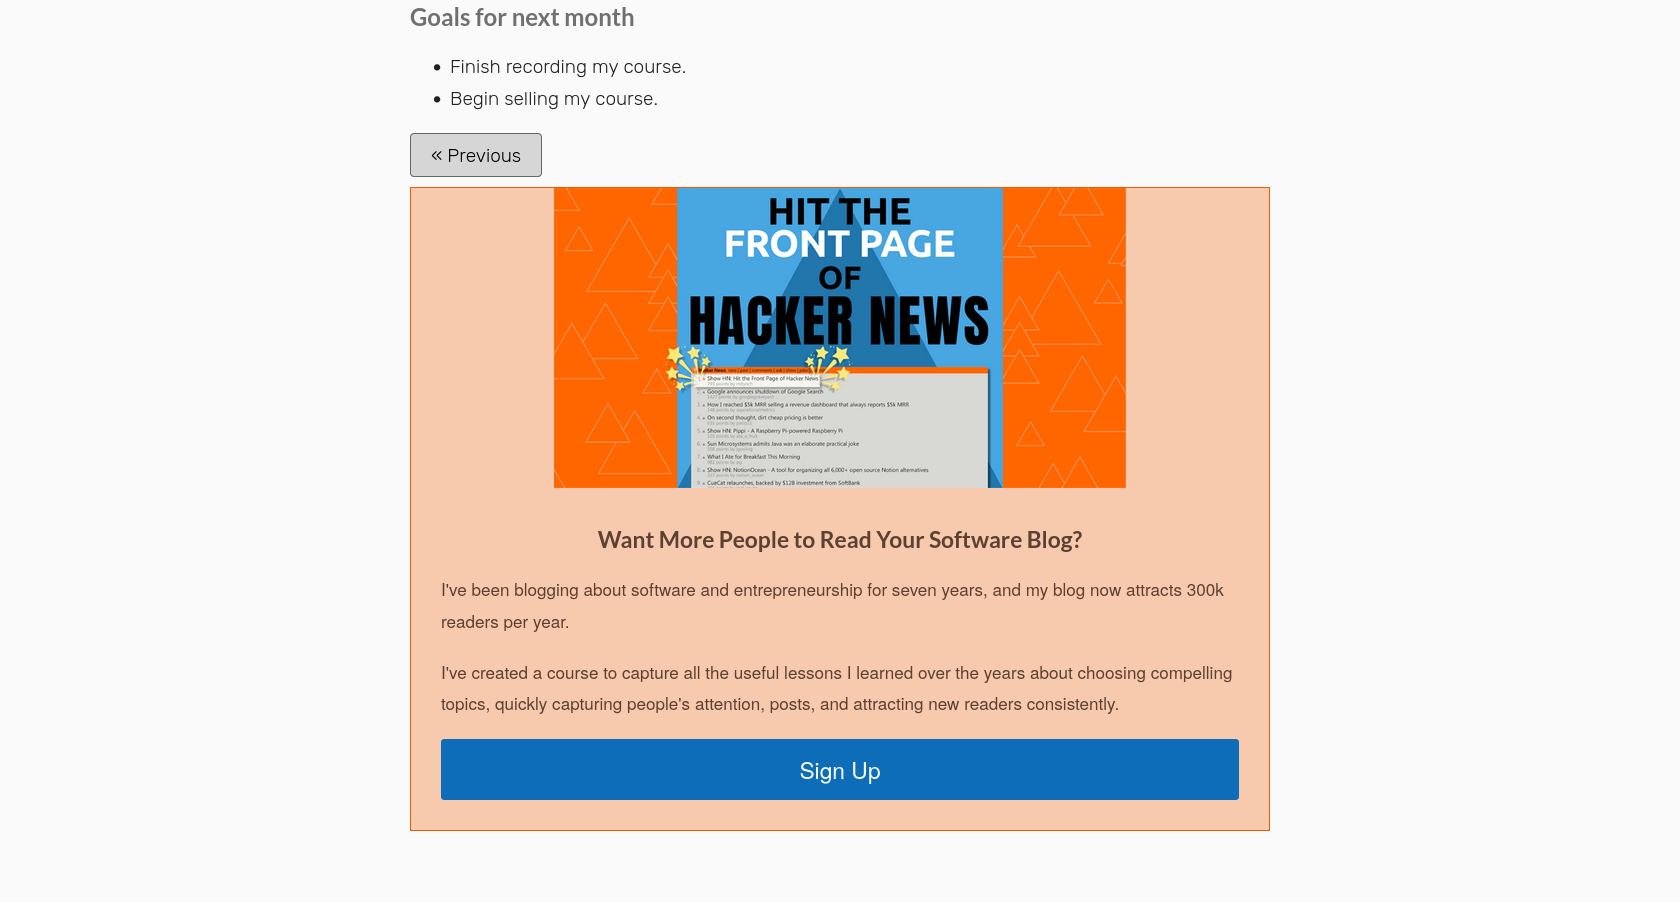 Goals for next month
Finish recording my course.
Begin selling my course.
« Previous
HIT THE
FRONT PAGE
OF
HACKER NEWS
Hacker News new | past | comments | ask | show | jobs
Show HN: Hit the Front Page of Hacker News
2. Google announces shutdown of Google Search
3. How I reached $5k MRR selling a revenue dashboard that always reports $5k MRR
4. On second thought, dirt cheap pricing is better
5. Show HN: Pippi - A Raspberry Pi-powered Raspberry Pi
6. Sun Microsystems admits Java was an elaborate practical joke
7. What I Ate for Breakfast This Morning
8. Show HN: NotionOcean - A tool for organizing all 6,000+ open source Notion alternatives
9. CueCat relaunches, backed by $12B investment from SoftBank
Want More People to Read Your Software Blog?
I've been blogging about software and entrepreneurship for seven years, and my blog now attracts 300k
readers per year.
I've created a course to capture all the useful lessons I learned over the years about choosing compelling
topics, quickly capturing people's attention, posts, and attracting new readers consistently.
Sign Up